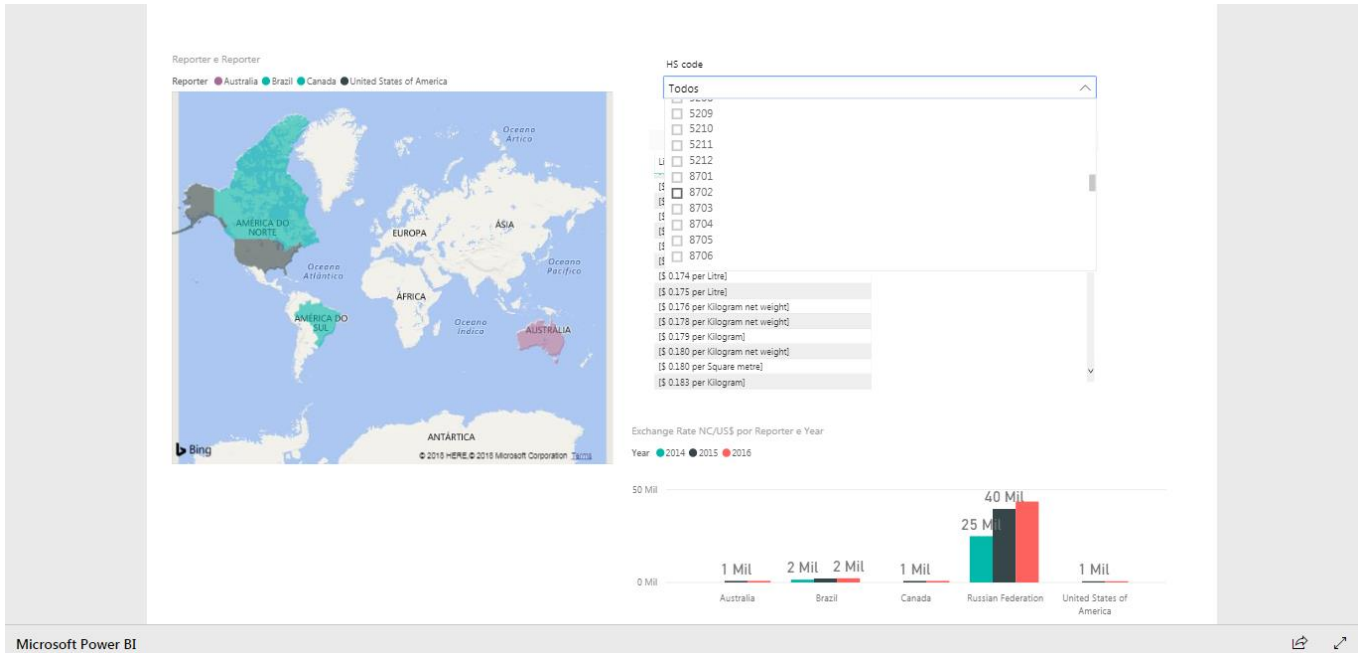 Reporter e Reporter
Reporter Australia Brazil Canada United States of America
Oceano
Ártico
AMÉRICA DO
NORTE
EUROPA
ÁSIA
Oceano
Atlântico
Oceano
Pacífico
ÁFRICA
AMÉRICA DO
SUL
Oceano
Índico
AUSTRÁLIA
ANTÁRTICA
Bing
© 2018 HERE,© 2018 Microsoft Corporation Terms
HS code
Todos
5209
5210
5211
5212
8701
8702
8703
8704
8705
8706
[$ 0.174 per Litre]
[$ 0.175 per Litre]
[$ 0.176 per Kilogram net weight]
[$ 0.178 per Kilogram net weight]
[$ 0.179 per Kilogram]
[$ 0.180 per Kilogram net weight]
[$ 0.180 per Square metre]
[$ 0.183 per Kilogram]
Exchange Rate NC/US$ por Reporter e Year
Year 2014 2015 2016
50 Mil
40 Mil
25 Mil
1 Mil
2 Mil 2 Mil
1 Mil
1 Mil
0 Mil
Australia
Brazil
Canada
Russian Federation
United States of
America
Microsoft Power BI